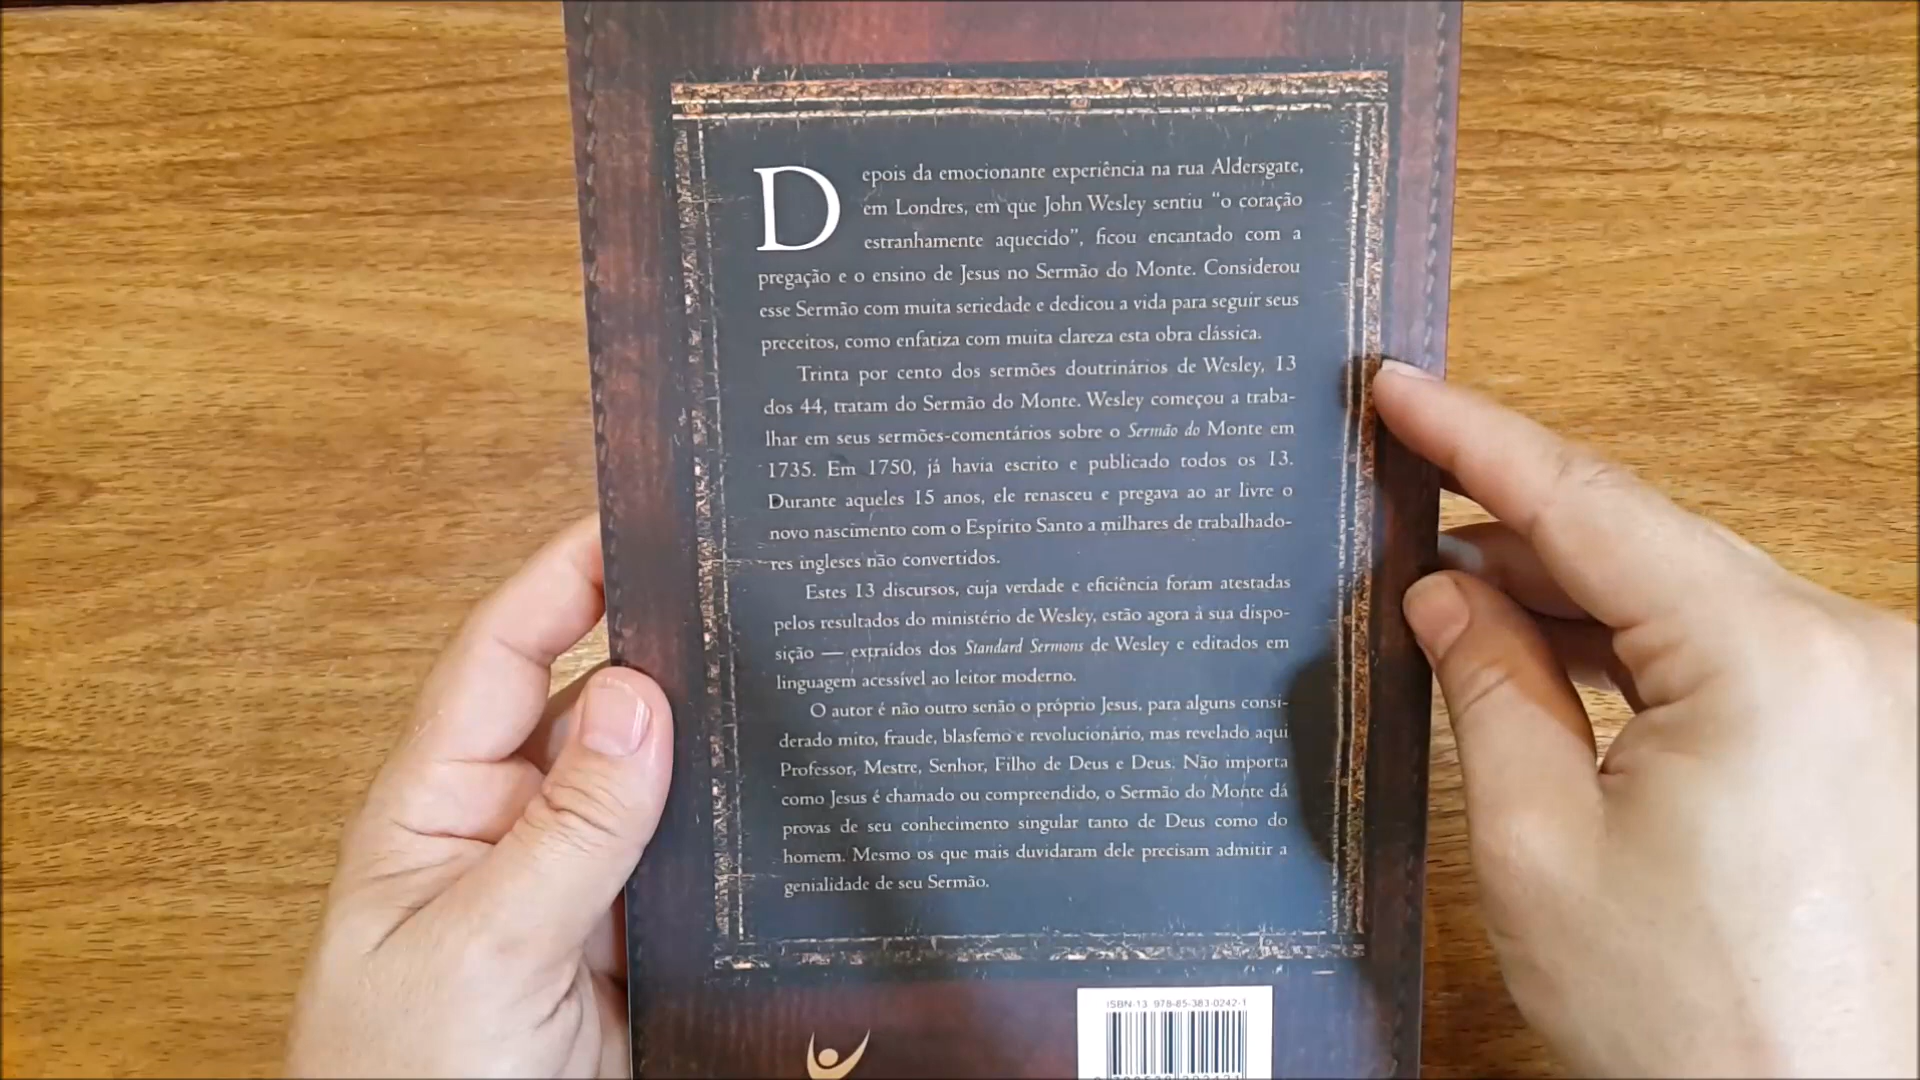 Depois da emocionante experiência na rua Aldersgate,
em Londres, em que John Wesley sentiu “o coração
estranhamente aquecido”, ficou encantado com a
pregação e o ensino de Jesus no Sermão do Monte. Considerou
esse Sermão com muita seriedade e dedicou a vida para seguir seus
preceitos, como enfatiza com muita clareza esta obra clássica.
Trinta por cento dos sermões doutrinários de Wesley, 13
dos 44, tratam do Sermão do Monte. Wesley começou a traba-
lhar em seus sermões-comentários sobre o Sermão do Monte em
1735. Em 1750, já havia escrito e publicado todos os 13.
Durante aqueles 15 anos, ele renasceu e pregava ao ar livre o
novo nascimento com o Espírito Santo a milhares de trabalhado-
res ingleses não convertidos.
Estes 13 discursos, cuja verdade e eficiência foram atestadas
pelos resultados do ministério de Wesley, estão agora à sua dispo-
sição — extraídos dos Standard Sermons de Wesley e editados em
linguagem acessível ao leitor moderno.
O autor é não outro senão o próprio Jesus, para alguns consi-
derado mito, fraude, blasfemo e revolucionário, mas revelado aqui
Professor, Mestre, Senhor, Filho de Deus e Deus. Não importa
como Jesus é chamado ou compreendido, o Sermão do Monte dá
provas de seu conhecimento singular tanto de Deus como do
homem. Mesmo os que mais duvidaram dele precisam admitir a
genialidade de seu Sermão.
ISBN-13 978-85-383-0242-1